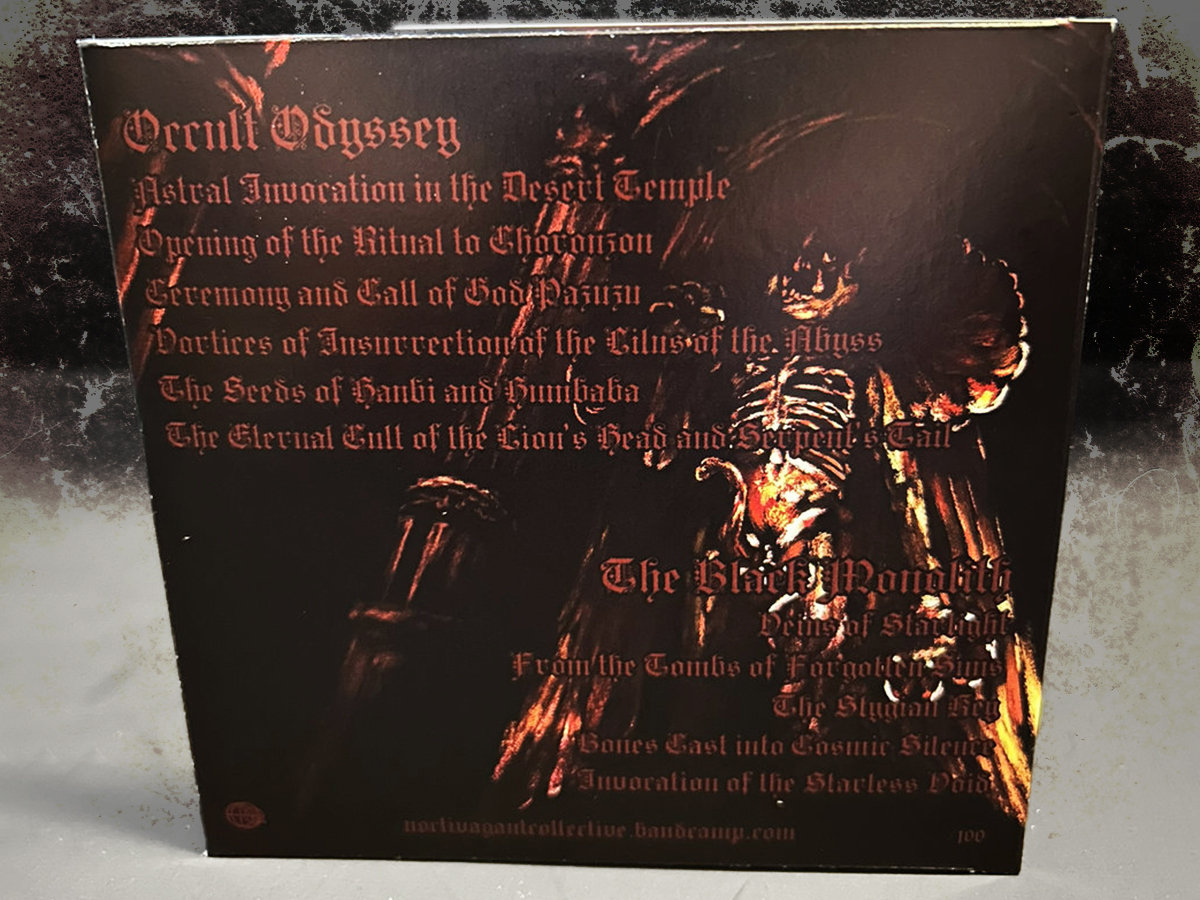 Occult Odyssey
Astral Invocation in the Desert Temple
Opening of the Ritual to Choronzon
Ceremony and Call of God Pazuzu
Vortices of Insurrection of the Lilus of the Abyss
The Seeds of Hanbi and Humbaba
The Eternal Cult of the Lion's Head and Serpent's Tail
The Black Monolith
Veins of Starlight
From the Tombs of Forgotten Suns
The Stygian Key
Bones Cast into Cosmic Silence
Invocation of the Starless Void
noctivagantcollective.bandcamp.com
100